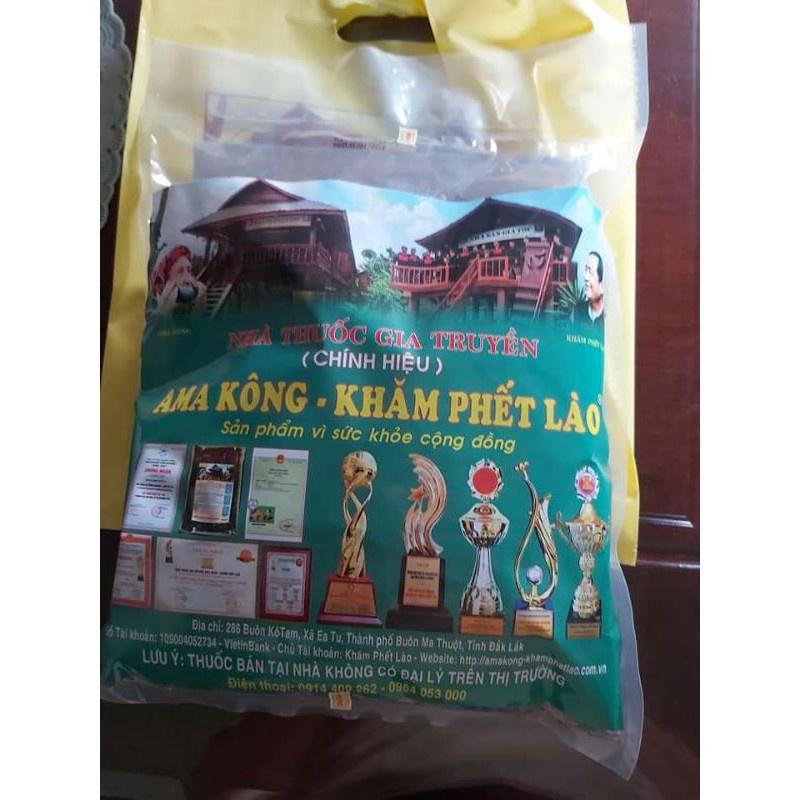 NHÀ THUỐC GIA TRUYỀN
( CHÍNH HIỆU )
AMA KÔNG - KHĂM PHẾT LÀO
Sản phẩm vì sức khỏe cộng đồng
Địa chỉ: 286 Buôn KôTam, Xã Ea Tu, Thành phố Buôn Ma Thuột, Tỉnh Đắk Lắk
Số Tài khoản: 109004052734 - VietinBank - Chủ Tài khoản: Khăm Phết Lào - Website: http://amakong-khamphetlao.com.vn
LƯU Ý: THUỐC BÁN TẠI NHÀ KHÔNG CÓ ĐẠI LÝ TRÊN THỊ TRƯỜNG
Điện thoại: 0914 402 262 - 0964 053 000